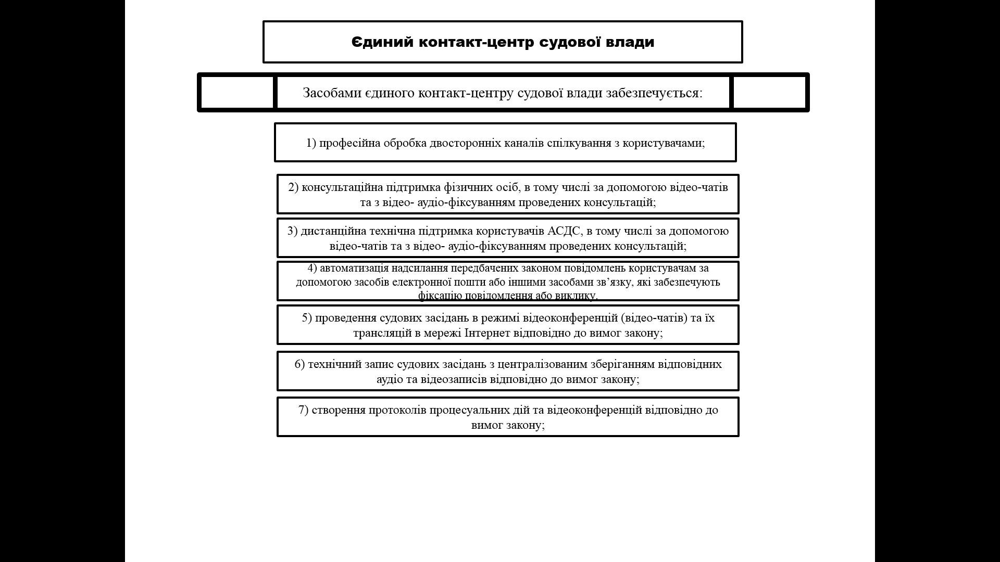 Єдиний контакт-центр судової влади
Засобами єдиного контакт-центру судової влади забезпечується:
1) професійна обробка двосторонніх каналів спілкування з користувачами;
2) консультаційна підтримка фізичних осіб, в тому числі за допомогою відео-чатів
та з відео- аудіо-фіксуванням проведених консультацій;
3) дистанційна технічна підтримка користувачів АСДС, в тому числі за допомогою
відео-чатів та з відео- аудіо-фіксуванням проведених консультацій;
4) автоматизація надсилання передбачених законом повідомлень користувачам за
допомогою засобів електронної пошти або іншими засобами зв’язку, які забезпечують
фіксацію повідомлення або виклику.
5) проведення судових засідань в режимі відеоконференцій (відео-чатів) та їх
трансляцій в мережі Інтернет відповідно до вимог закону;
6) технічний запис судових засідань з централізованим зберіганням відповідних
аудіо та відеозаписів відповідно до вимог закону;
7) створення протоколів процесуальних дій та відеоконференцій відповідно до
вимог закону;